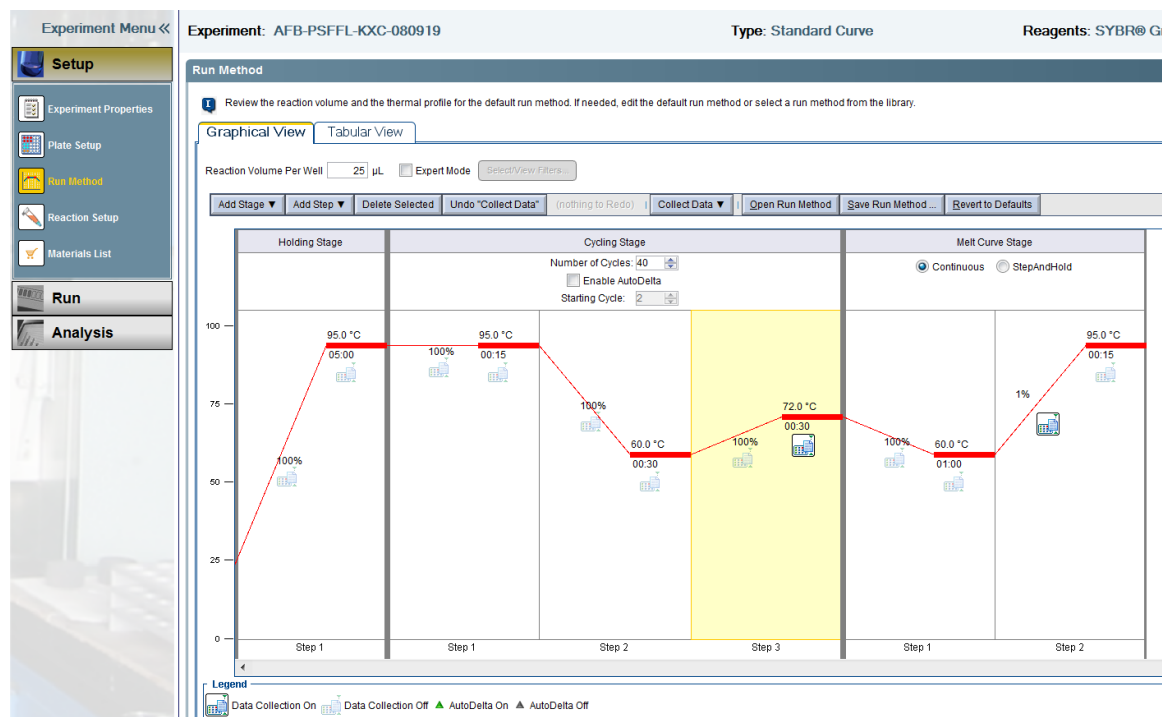 Experiment Menu «
Experiment: AFB-PSFFL-KXC-080919 Type: Standard Curve Reagents: SYBR® G
Setup
Experiment Properties
Plate Setup
Run Method
Reaction Setup
Materials List
Run
Analysis
Run Method
Review the reaction volume and the thermal profile for the default run method. If needed, edit the default run method or select a run method from the library.
Graphical View Tabular View
Reaction Volume Per Well 25 µL Expert Mode Select/View Filters...
Add Stage ▼ Add Step ▼ Delete Selected Undo "Collect Data" (nothing to Redo) Collect Data ▼ Open Run Method Save Run Method ... Revert to Defaults
Holding Stage Cycling Stage Melt Curve Stage
Number of Cycles: 40
Enable AutoDelta
Starting Cycle: 2
Continuous StepAndHold
100
75
50
25
0
95.0 °C
05:00
100%
95.0 °C
00:15
100%
100%
60.0 °C
00:30
72.0 °C
00:30
100%
100%
60.0 °C
01:00
1%
95.0 °C
00:15
Step 1 Step 1 Step 2 Step 3 Step 1 Step 2
Legend
Data Collection On Data Collection Off ▲ AutoDelta On ▲ AutoDelta Off